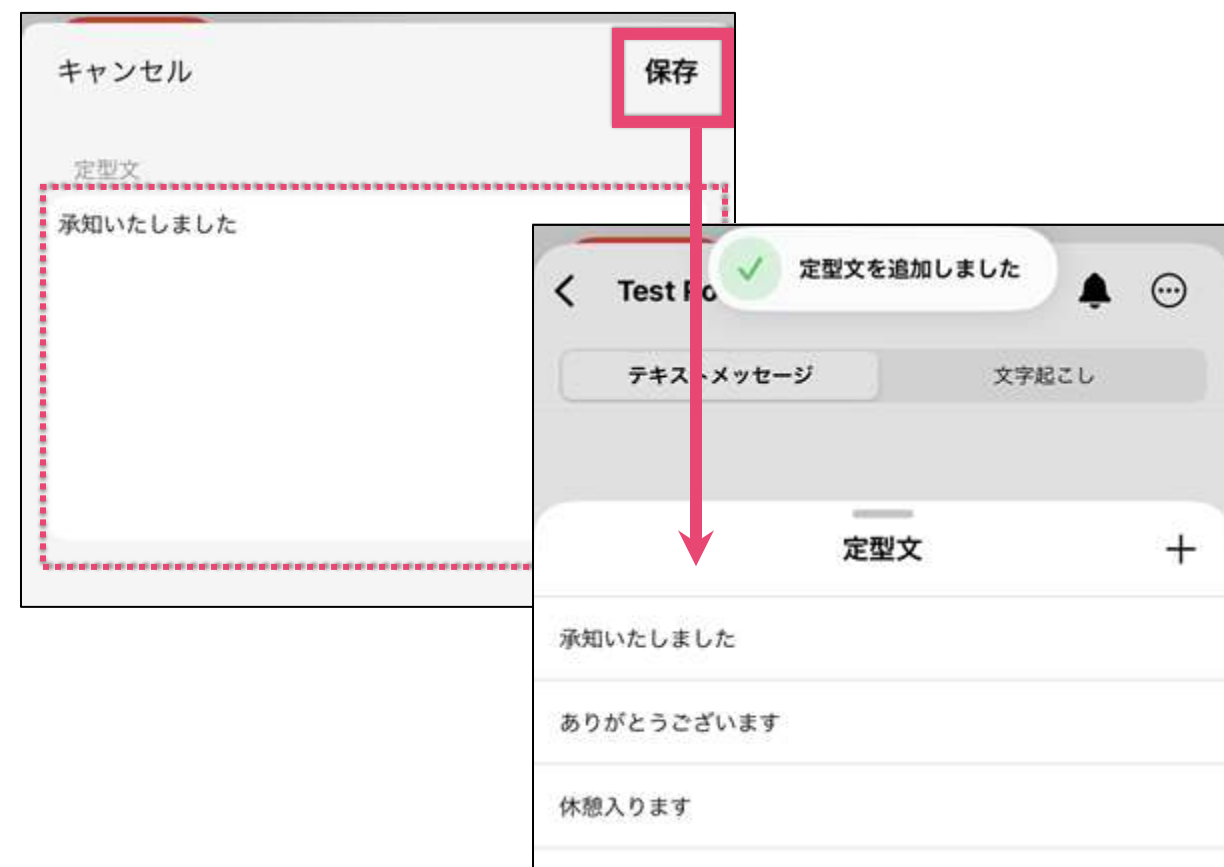 キャンセル
保存
定型文
承知いたしました
定型文を追加しました
Test
テキストメッセージ
文字起こし
定型文
承知いたしました
ありがとうございます
休憩入ります